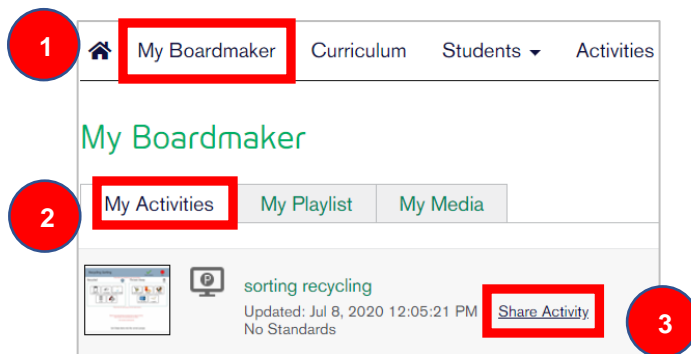 1
My Boardmaker Curriculum Students Activities
My Boardmaker
2
My Activities My Playlist My Media
P
sorting recycling
Updated: Jul 8, 2020 12:05:21 PM Share Activity
No Standards
3